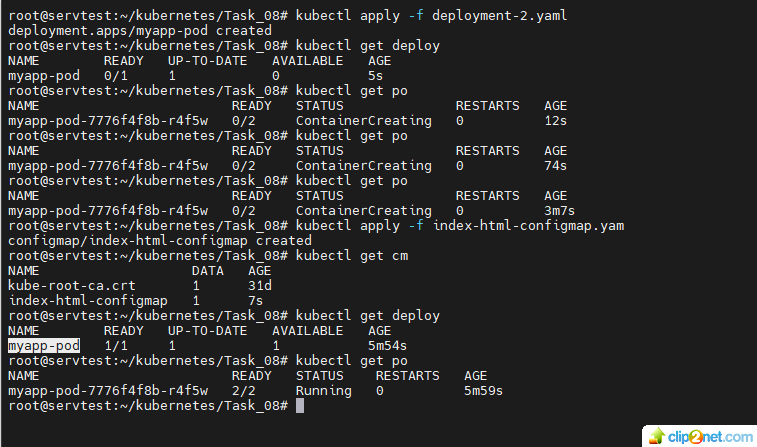 root@servtest:~/kubernetes/Task_08# kubectl apply -f deployment-2.yaml
deployment.apps/myapp-pod created
root@servtest:~/kubernetes/Task_08# kubectl get deploy
NAME        READY   UP-TO-DATE   AVAILABLE   AGE
myapp-pod   0/1     1            0           5s
root@servtest:~/kubernetes/Task_08# kubectl get po
NAME                         READY   STATUS              RESTARTS   AGE
myapp-pod-7776f4f8b-r4f5w   0/2     ContainerCreating   0          12s
root@servtest:~/kubernetes/Task_08# kubectl get po
NAME                         READY   STATUS              RESTARTS   AGE
myapp-pod-7776f4f8b-r4f5w   0/2     ContainerCreating   0          74s
root@servtest:~/kubernetes/Task_08# kubectl get po
NAME                         READY   STATUS              RESTARTS   AGE
myapp-pod-7776f4f8b-r4f5w   0/2     ContainerCreating   0          3m7s
root@servtest:~/kubernetes/Task_08# kubectl apply -f index-html-configmap.yam
configmap/index-html-configmap created
root@servtest:~/kubernetes/Task_08# kubectl get cm
NAME                   DATA   AGE
kube-root-ca.crt       1      31d
index-html-configmap   1      7s
root@servtest:~/kubernetes/Task_08# kubectl get deploy
NAME        READY   UP-TO-DATE   AVAILABLE   AGE
myapp-pod   1/1     1            1           5m54s
root@servtest:~/kubernetes/Task_08# kubectl get po
NAME                         READY   STATUS    RESTARTS   AGE
myapp-pod-7776f4f8b-r4f5w   2/2     Running   0          5m59s
root@servtest:~/kubernetes/Task_08#
clip2net.com